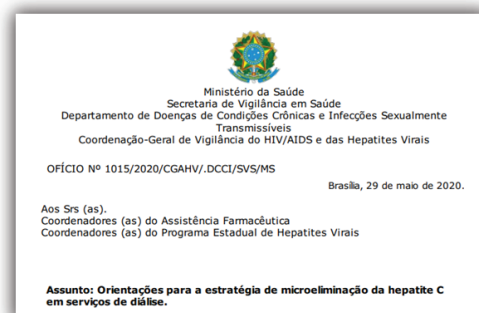 Ministério da Saúde
Secretaria de Vigilância em Saúde
Departamento de Doenças de Condições Crônicas e Infecções Sexualmente
Transmissíveis
Coordenação-Geral de Vigilância do HIV/AIDS e das Hepatites Virais
OFÍCIO Nº 1015/2020/CGAHV/.DCCI/SVS/MS
Brasília, 29 de maio de 2020.
Aos Srs (as).
Coordenadores (as) do Assistência Farmacêutica
Coordenadores (as) do Programa Estadual de Hepatites Virais
Assunto: Orientações para a estratégia de microeliminação da hepatite C
em serviços de diálise.